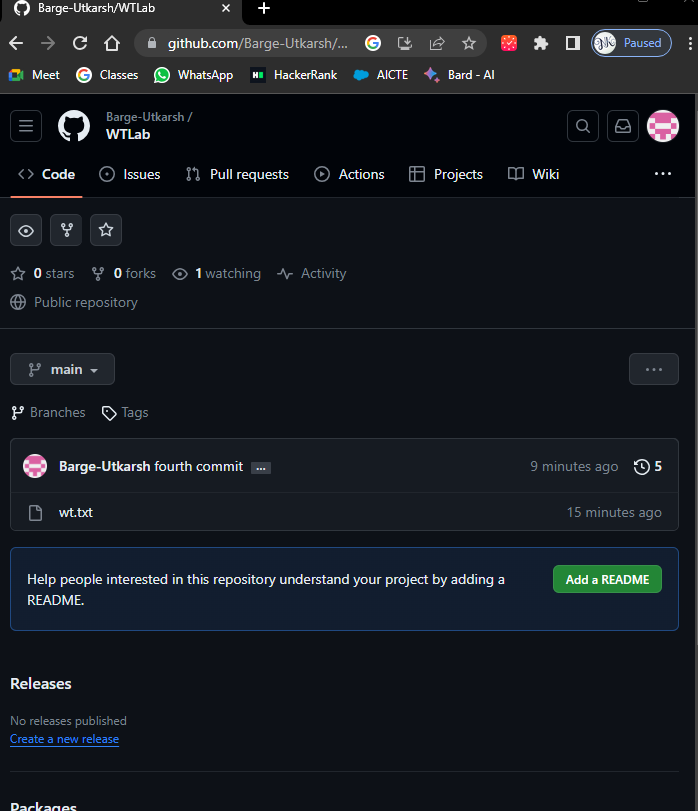 Barge-Utkarsh/WTLab
github.com/Barge-Utkarsh/...
Paused
Meet Classes WhatsApp HackerRank AICTE Bard - AI
Barge-Utkarsh /
WTLab
Code Issues Pull requests Actions Projects Wiki ...
0 stars 0 forks 1 watching Activity
Public repository
main ...
Branches Tags
Barge-Utkarsh fourth commit ... 9 minutes ago 5
wt.txt 15 minutes ago
Help people interested in this repository understand your project by adding a
README.
Add a README
Releases
No releases published
Create a new release
Packages